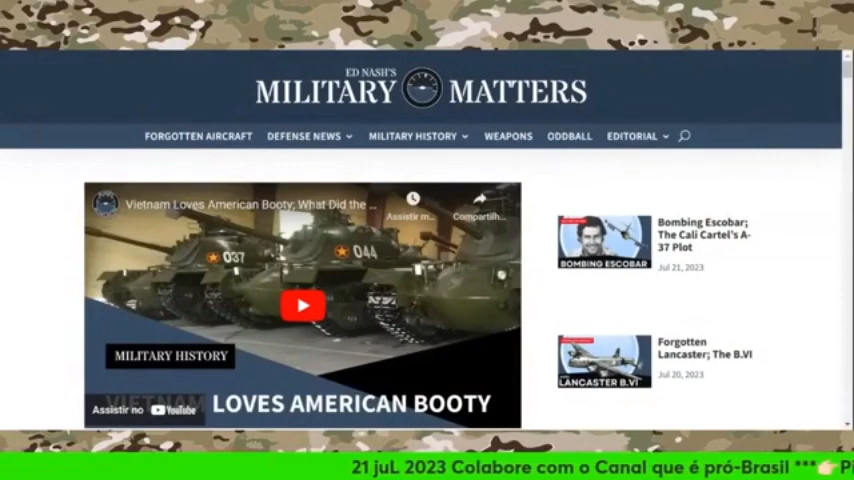 ED NASH'S
MILITARY MATTERS
FORGOTTEN AIRCRAFT DEFENSE NEWS MILITARY HISTORY WEAPONS ODDBALL EDITORIAL
Vietnam Loves American Booty; What Did the ...
Assistir m...
Compartilh...
037
044
MILITARY HISTORY
VIETNAM LOVES AMERICAN BOOTY
Assistir no YouTube
BOMBING ESCOBAR
Bombing Escobar;
The Cali Cartel's A-
37 Plot
Jul 21, 2023
LANCASTER B.VI
Forgotten
Lancaster; The B.VI
Jul 20, 2023
21 juL 2023 Colabore com o Canal que é pró-Brasil ***👉Pi